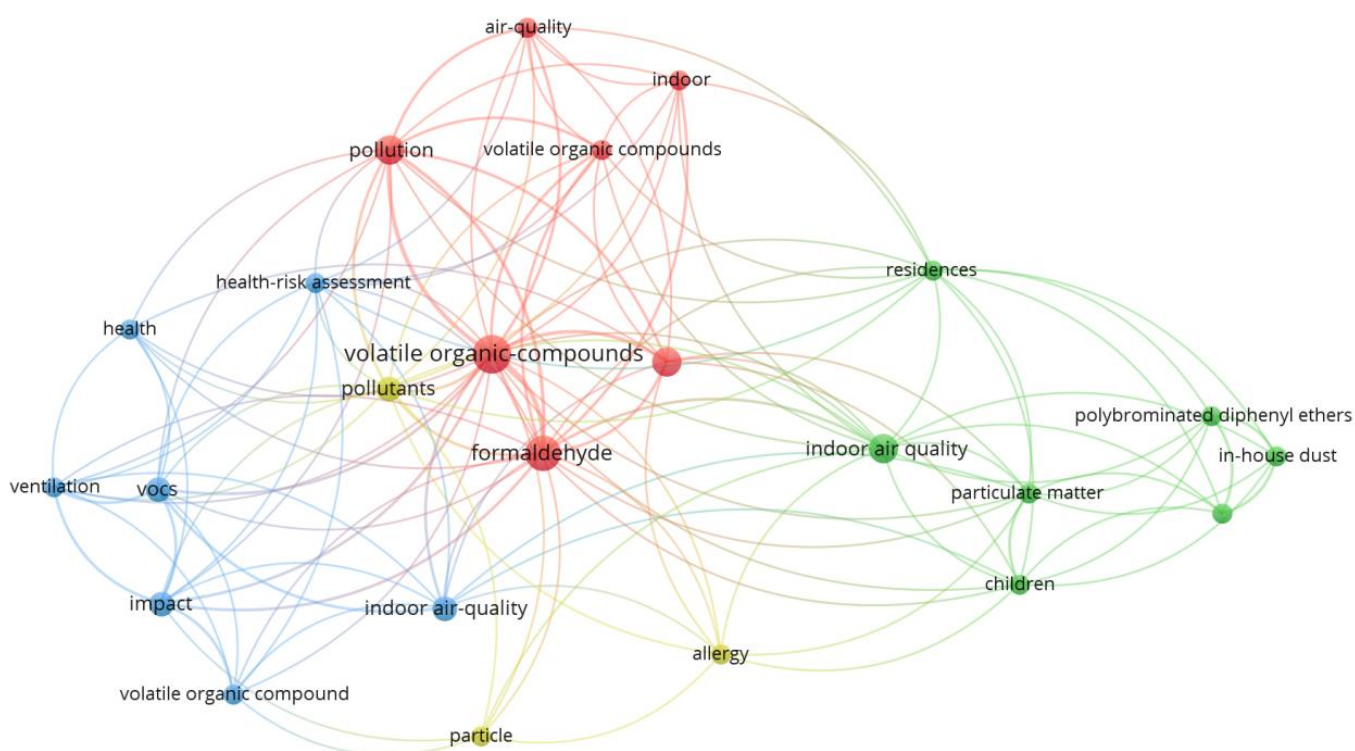 air-quality
indoor
pollution
volatile organic compounds
residences
health-risk assessment
health
volatile organic-compounds
pollutants
polybrominated diphenyl ethers
formaldehyde
indoor air quality
in-house dust
ventilation
vocs
particulate matter
children
impact
indoor air-quality
allergy
volatile organic compound
particle